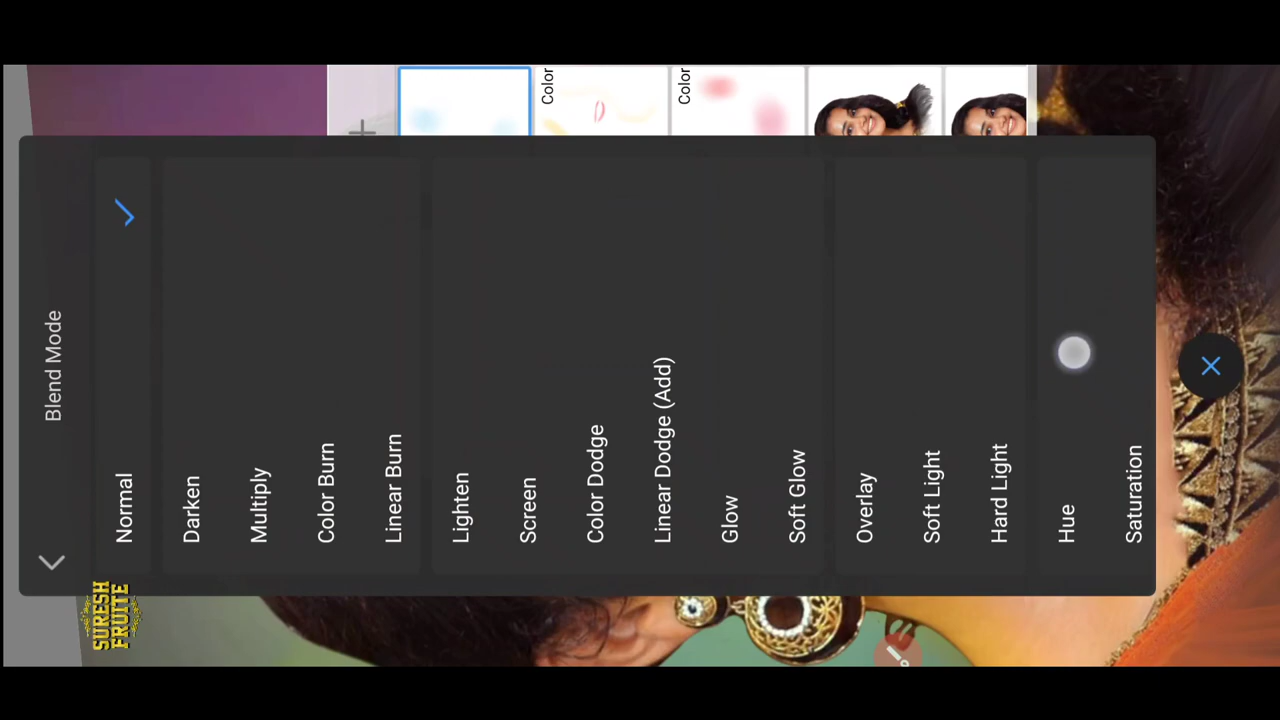 Blend Mode
Normal
Darken
Multiply
Color Burn
Linear Burn
Lighten
Screen
Color Dodge
Linear Dodge (Add)
Glow
Soft Glow
Overlay
Soft Light
Hard Light
Hue
Saturation
Color
Color
SURESH
FRUITE